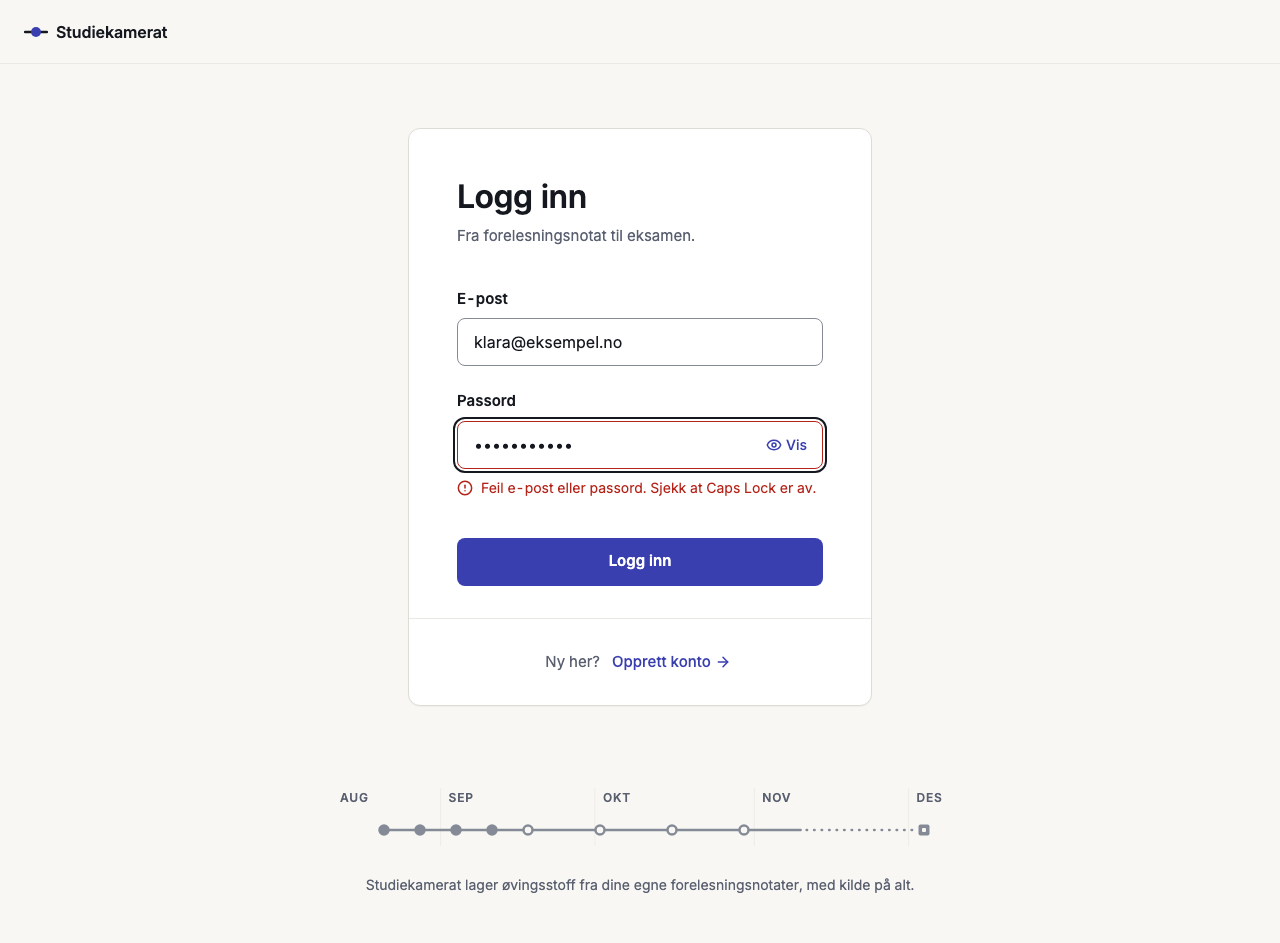 Studiekamerat
Logg inn
Fra forelesningsnotat til eksamen.
E-post
klara@eksempel.no
Passord
•••••••••••
Vis
Feil e-post eller passord. Sjekk at Caps Lock er av.
Logg inn
Ny her? Opprett konto →
AUG SEP OKT NOV DES
Studiekamerat lager øvingsstoff fra dine egne forelesningsnotater, med kilde på alt.